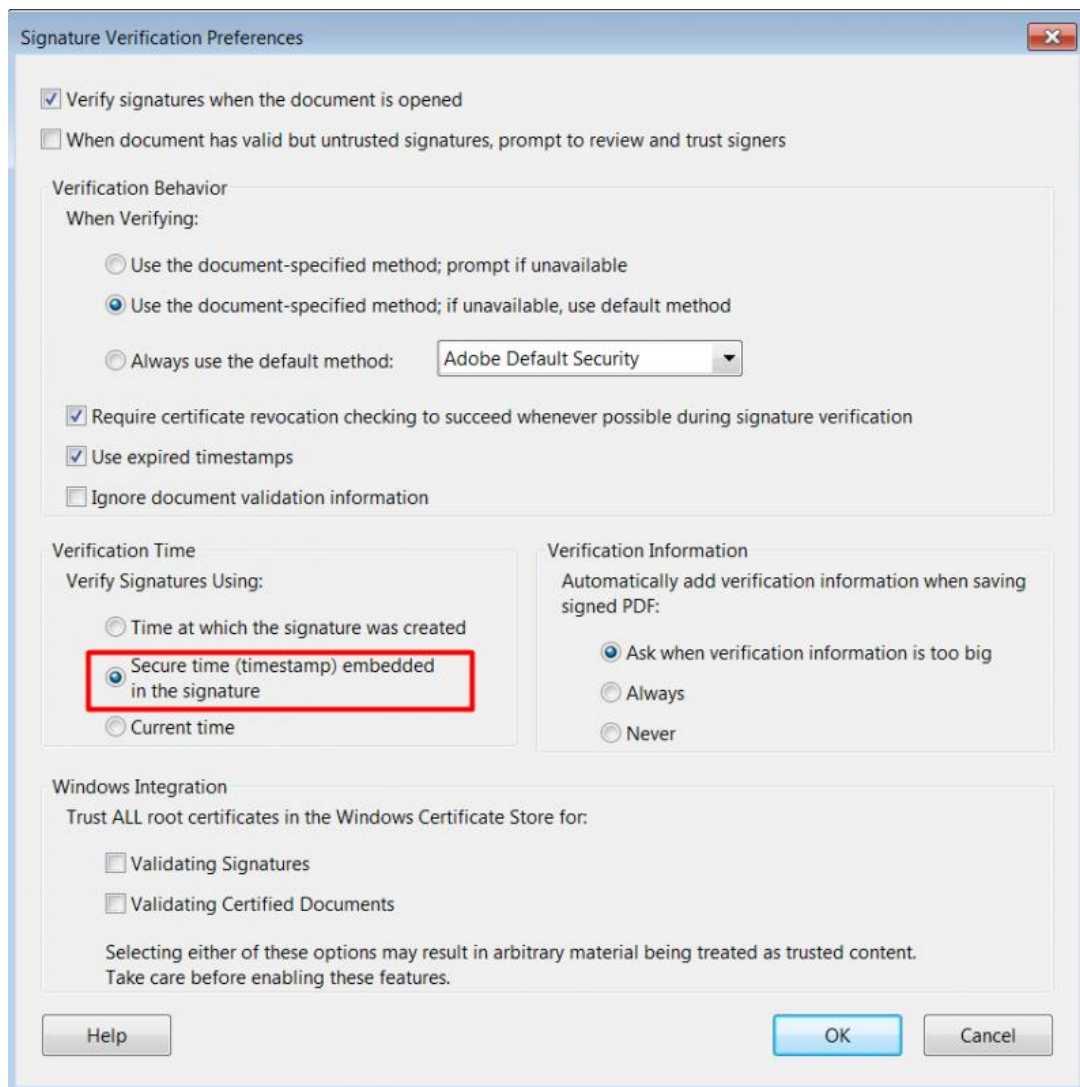 Signature Verification Preferences
Verify signatures when the document is opened
When document has valid but untrusted signatures, prompt to review and trust signers
Verification Behavior
When Verifying:
Use the document-specified method; prompt if unavailable
Use the document-specified method; if unavailable, use default method
Always use the default method:
Adobe Default Security
Require certificate revocation checking to succeed whenever possible during signature verification
Use expired timestamps
Ignore document validation information
Verification Time
Verify Signatures Using:
Time at which the signature was created
Secure time (timestamp) embedded
in the signature
Current time
Verification Information
Automatically add verification information when saving
signed PDF:
Ask when verification information is too big
Always
Never
Windows Integration
Trust ALL root certificates in the Windows Certificate Store for:
Validating Signatures
Validating Certified Documents
Selecting either of these options may result in arbitrary material being treated as trusted content.
Take care before enabling these features.
Help
OK
Cancel